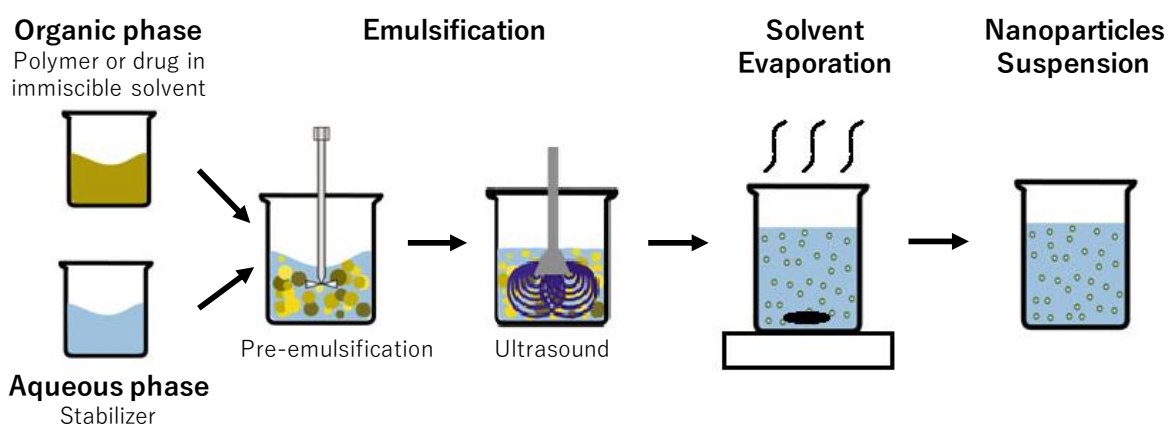 Organic phase
Polymer or drug in
immiscible solvent
Emulsification
Solvent
Evaporation
Nanoparticles
Suspension
Pre-emulsification
Ultrasound
Aqueous phase
Stabilizer